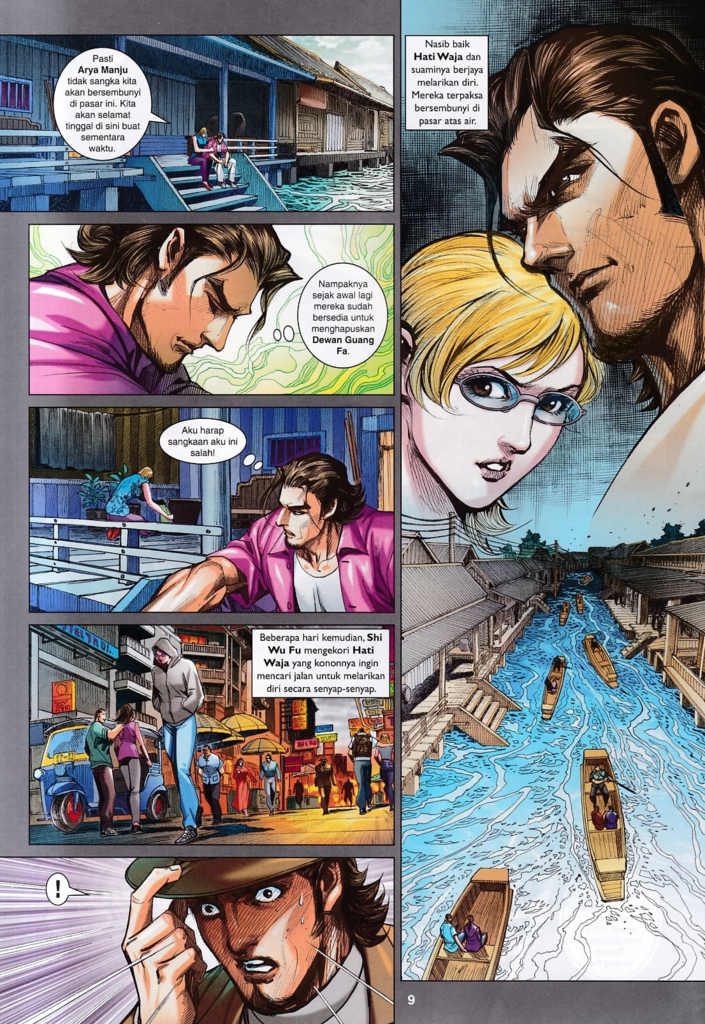 Nasib baik
Hati Waja dan
suaminya berjaya
melarikan diri.
Mereka terpaksa
bersembunyi di
pasar atas air.
Pasti
Arya Manju
tidak sangka kita
akan bersembunyi
di pasar ini. Kita
akan selamat
tinggal di sini buat
sementara
waktu.
Nampaknya
sejak awal lagi
mereka sudah
bersedia untuk
menghapuskan
Dewan Guang
Fa.
Aku harap
sangkaan aku ini
salah!
Beberapa hari kemudian, Shi
Wu Fu mengekori Hati
Waja yang kononnya ingin
mencari jalan untuk melarikan
diri secara senyap-senyap.
!
9